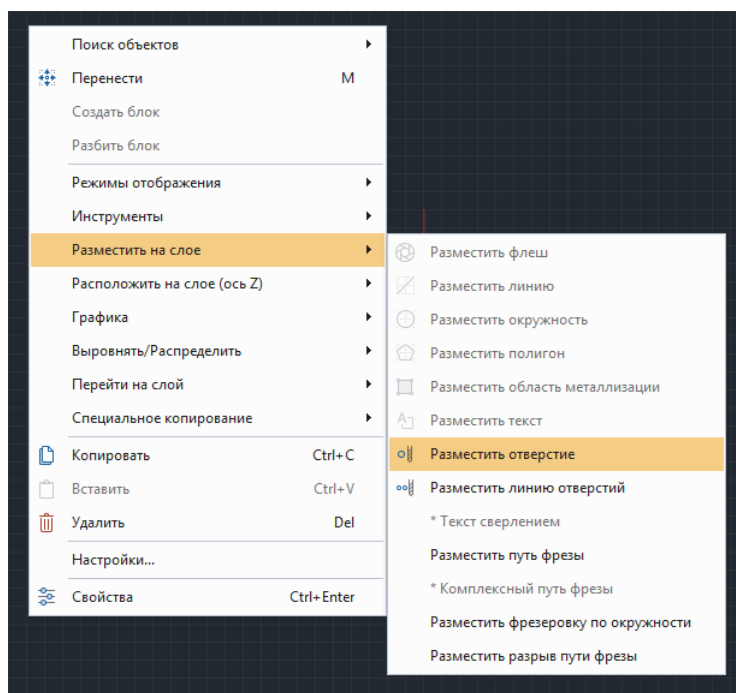 Поиск объектов
Перенести M
Создать блок
Разбить блок
Режимы отображения
Инструменты
Разместить на слое
Расположить на слое (ось Z)
Графика
Выровнять/Распределить
Перейти на слой
Специальное копирование
Копировать Ctrl+C
Вставить Ctrl+V
Удалить Del
Настройки...
Свойства Ctrl+Enter
Разместить флеш
Разместить линию
Разместить окружность
Разместить полигон
Разместить область металлизации
Разместить текст
Разместить отверстие
Разместить линию отверстий
* Текст сверлением
Разместить путь фрезы
* Комплексный путь фрезы
Разместить фрезеровку по окружности
Разместить разрыв пути фрезы